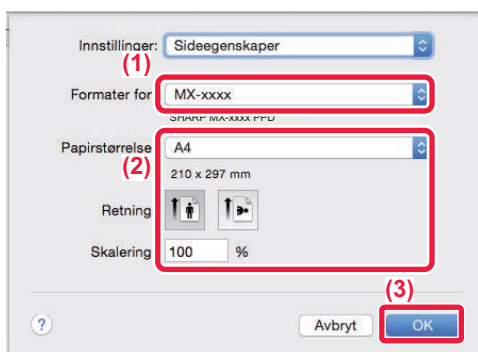 Innstillinger: Sideegenskaper
(1)
Formater for MX-xxxx
SHARP MX-xxxx PPD
Papirstørrelse A4
(2)
210 x 297 mm
Retning
Skalering 100 %
(3)
? Avbryt OK